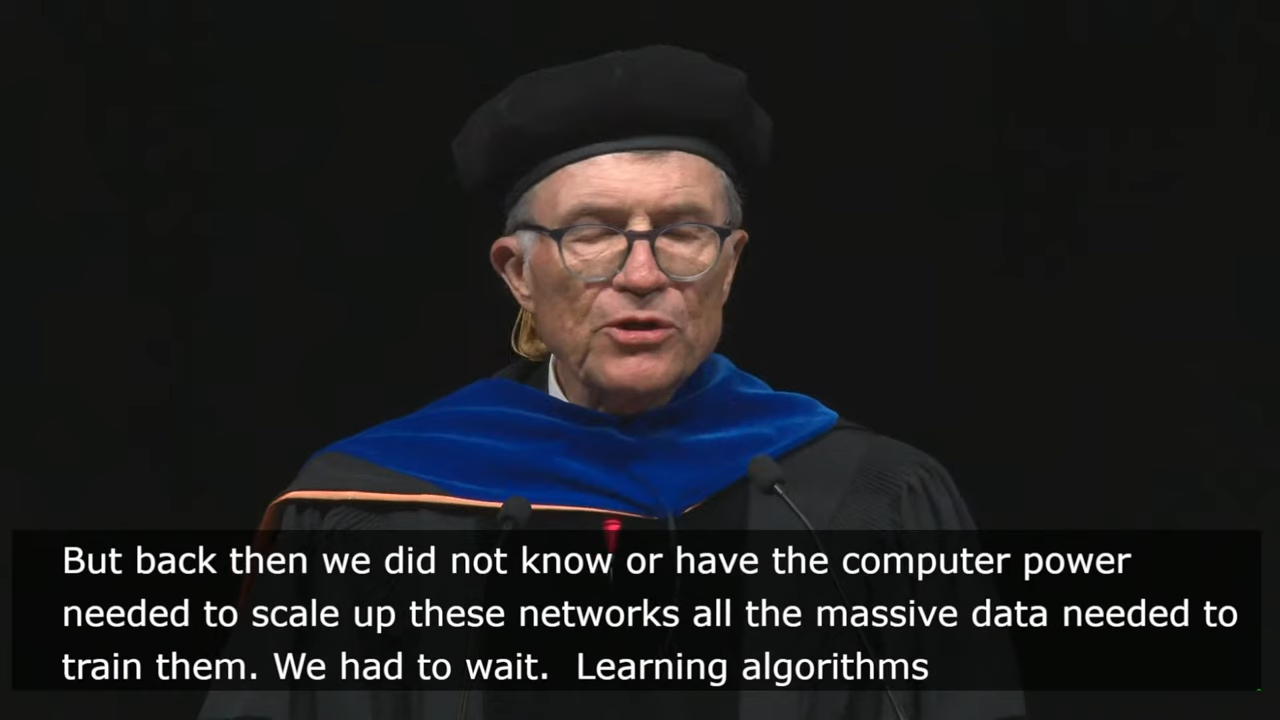 But back then we did not know or have the computer power
needed to scale up these networks all the massive data needed to
train them. We had to wait.  Learning algorithms